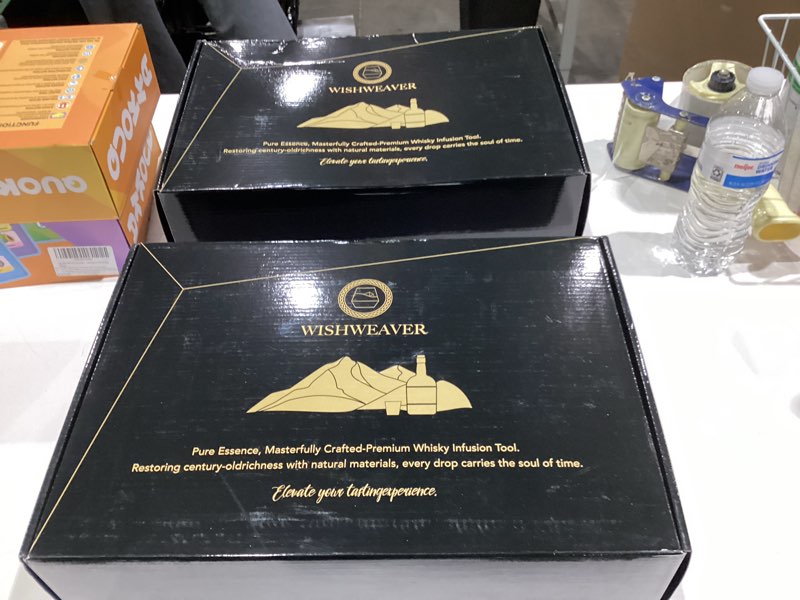 WISHWEAVER
Pure Essence, Masterfully Crafted-Premium Whisky Infusion Tool.
Restoring century-oldrichness with natural materials, every drop carries the soul of time.
Elevate your tastingexperience.
WISHWEAVER
Pure Essence, Masterfully Crafted-Premium Whisky Infusion Tool.
Restoring century-oldrichness with natural materials, every drop carries the soul of time.
Elevate your tastingexperience.
DAROCO
meijer